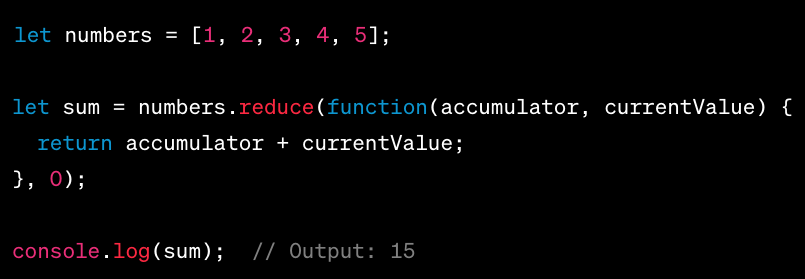 let numbers = [1, 2, 3, 4, 5];
let sum = numbers.reduce(function(accumulator, currentValue) {
  return accumulator + currentValue;
}, 0);
console.log(sum);  // Output: 15